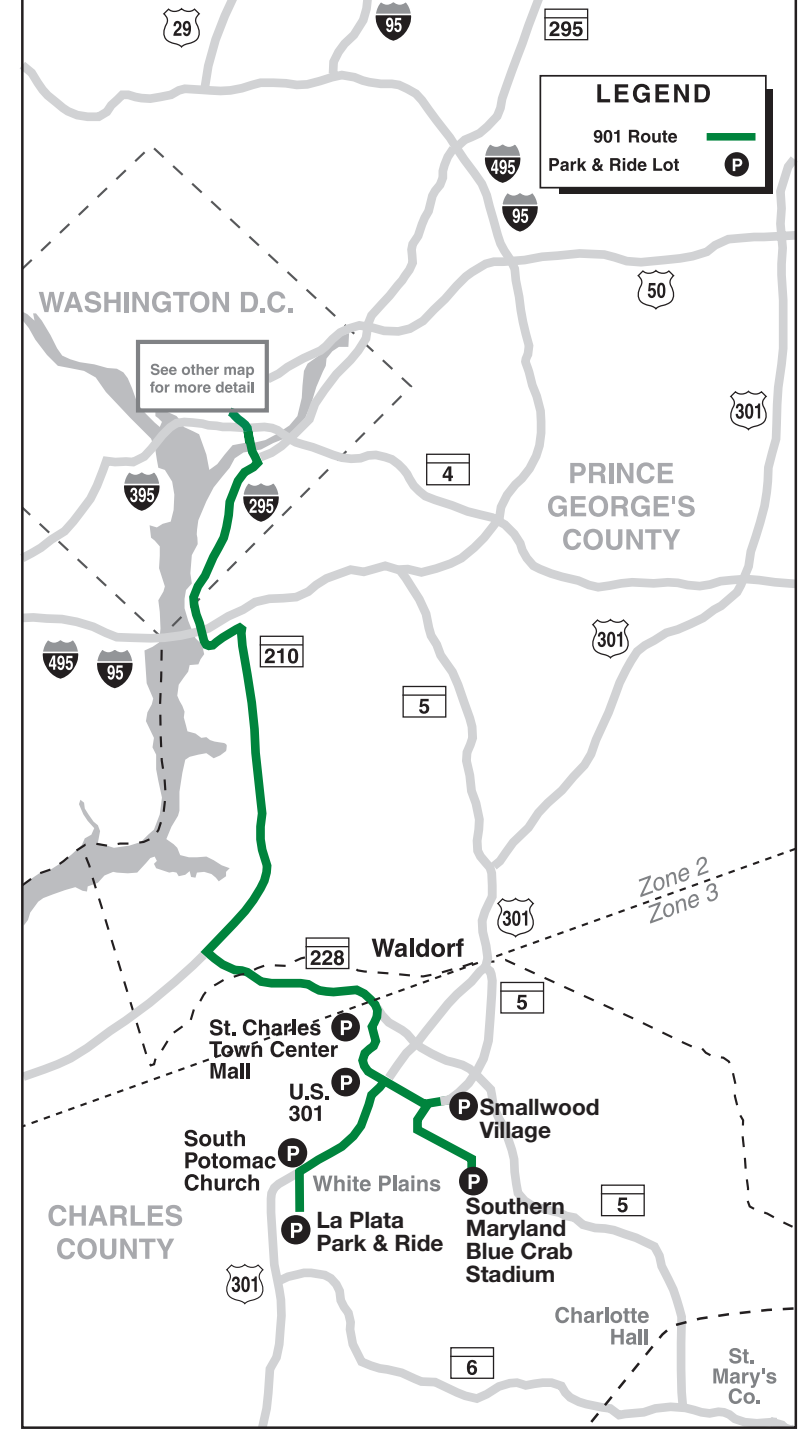 29
95
295
LEGEND
901 Route
Park & Ride Lot
P
495
95
50
WASHINGTON D.C.
See other map
for more detail
301
4
PRINCE
GEORGE'S
COUNTY
395
295
301
210
495
95
5
Zone 2
Zone 3
301
Waldorf
228
5
St. Charles
Town Center
Mall
P
U.S.
301
P
P
Smallwood
Village
South
Potomac
Church
P
White Plains
P
Southern
Maryland
Blue Crab
Stadium
5
CHARLES
COUNTY
P
La Plata
Park & Ride
301
Charlotte
Hall
6
St.
Mary's
Co.